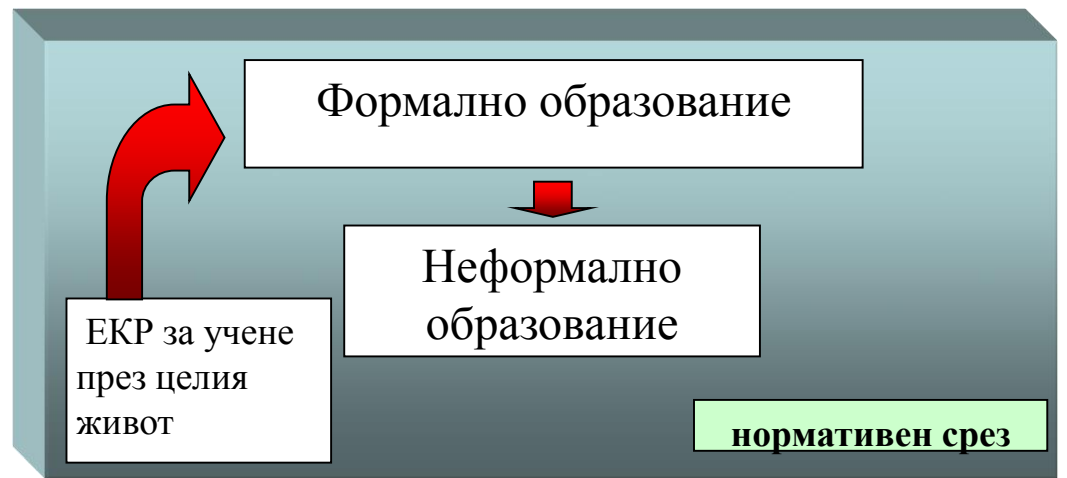 Формално образование
Неформално
образование
ЕКР за учене
през целия
живот
нормативен срез